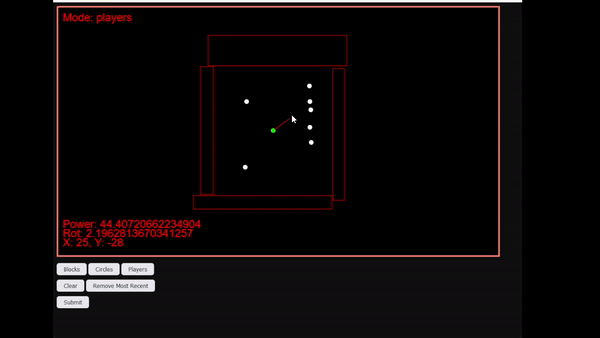 Mode: players
Power: 44.40720662234904
Rot: 2.1962813670341257
X: 25, Y: -28
Blocks Circles Players
Clear Remove Most Recent
Submit